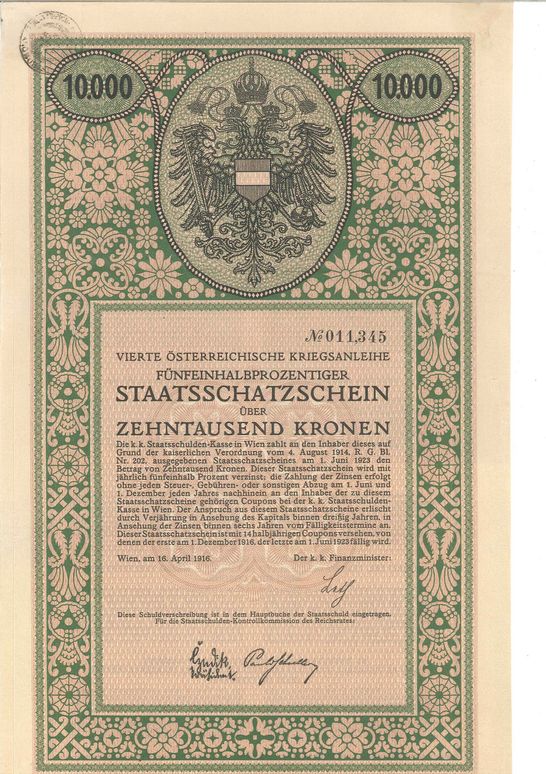 10.000 10.000
№ 011,345
VIERTE ÖSTERREICHISCHE KRIEGSANLEIHE
FÜNFEINHALBPROZENTIGER
STAATSSCHATZSCHEIN
ÜBER
ZEHNTAUSEND KRONEN
Die k. k. Staatsschulden-Kasse in Wien zahlt an den Inhaber dieses auf
Grund der kaiserlichen Verordnung vom 4. August 1914, R. G. Bl.
Nr. 202, ausgegebenen Staatsschatzscheines am 1. Juni 1923 den
Betrag von Zehntausend Kronen. Dieser Staatsschatzschein wird mit
jährlich fünfeinhalb Prozent verzinst; die Zahlung der Zinsen erfolgt
ohne jeden Steuer-, Gebühren- oder sonstigen Abzug am 1. Juni und
1. Dezember jeden Jahres nachhinein an den Inhaber der zu diesem
Staatsschatzscheine gehörigen Coupons bei der k. k. Staatsschulden-
Kasse in Wien. Der Anspruch aus diesem Staatsschatzscheine erlischt
durch Verjährung in Ansehung des Kapitals binnen dreißig Jahren, in
Ansehung der Zinsen binnen sechs Jahren vom Fälligkeitstermine an.
Dieser Staatsschatzschein ist mit 14 halbjährigen Coupons versehen, von
denen der erste am 1. Dezember 1916, der letzte am 1. Juni 1923 fällig wird.
Wien, am 16. April 1916. Der k. k. Finanzminister:
Diese Schuldverschreibung ist in dem Hauptbuche der Staatsschuld eingetragen.
Für die Staatsschulden-Kontrollkommission des Reichsrates: